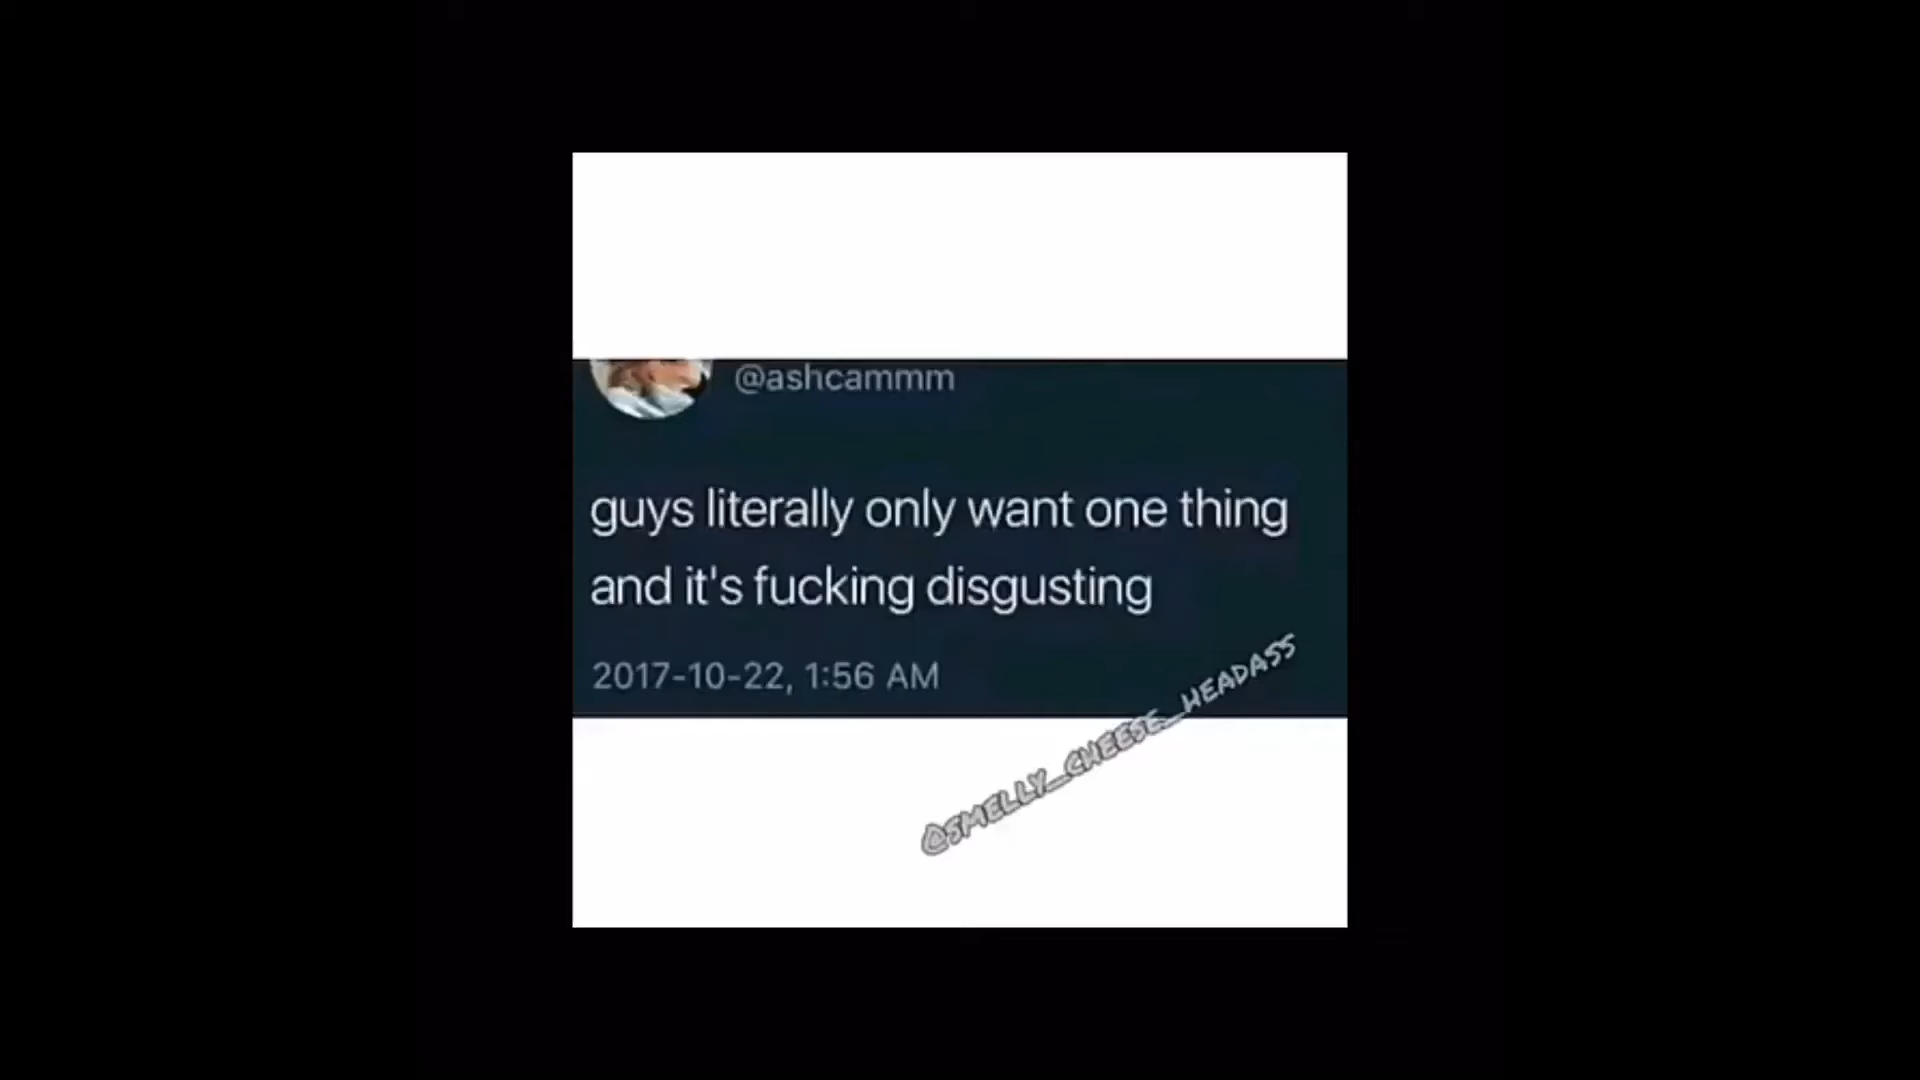 @ashcammm
guys literally only want one thing
and it's fucking disgusting
2017-10-22, 1:56 AM
@SMELLY_CHEESE_HEADASS